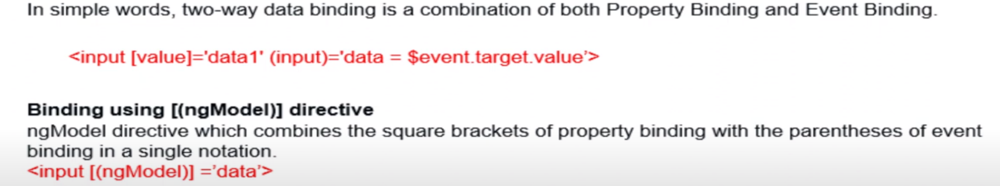 In simple words, two-way data binding is a combination of both Property Binding and Event Binding.
<input [value]='data1' (input)='data = $event.target.value’>
Binding using [(ngModel)] directive
ngModel directive which combines the square brackets of property binding with the parentheses of event
binding in a single notation.
<input [(ngModel)] =’data’>